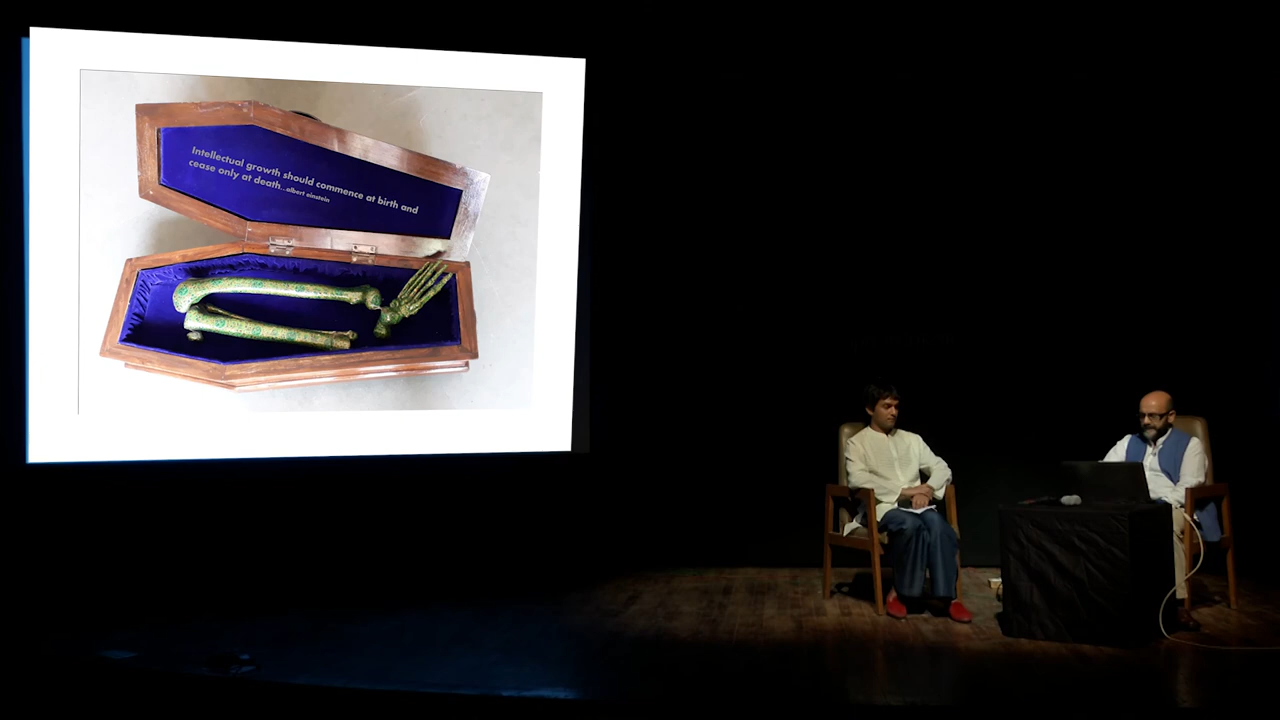 Intellectual growth should commence at birth and
cease only at death...albert einstein